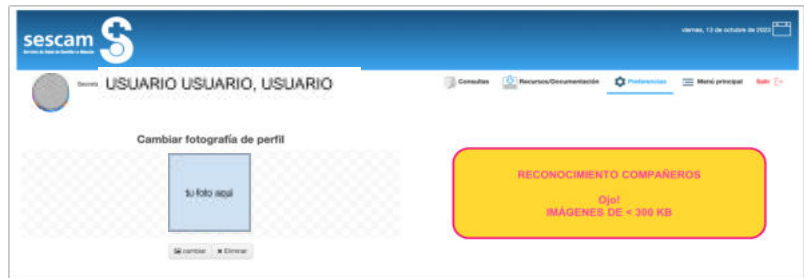 sescam
viernes, 13 de octubre de 2023
USUARIO USUARIO, USUARIO
Consultas Recursos/Documentación Preferencias Menú principal Salir
Cambiar fotografía de perfil
tu foto aqui
cambiar Eliminar
RECONOCIMIENTO COMPAÑEROS
Ojo!
IMÁGENES DE < 300 KB